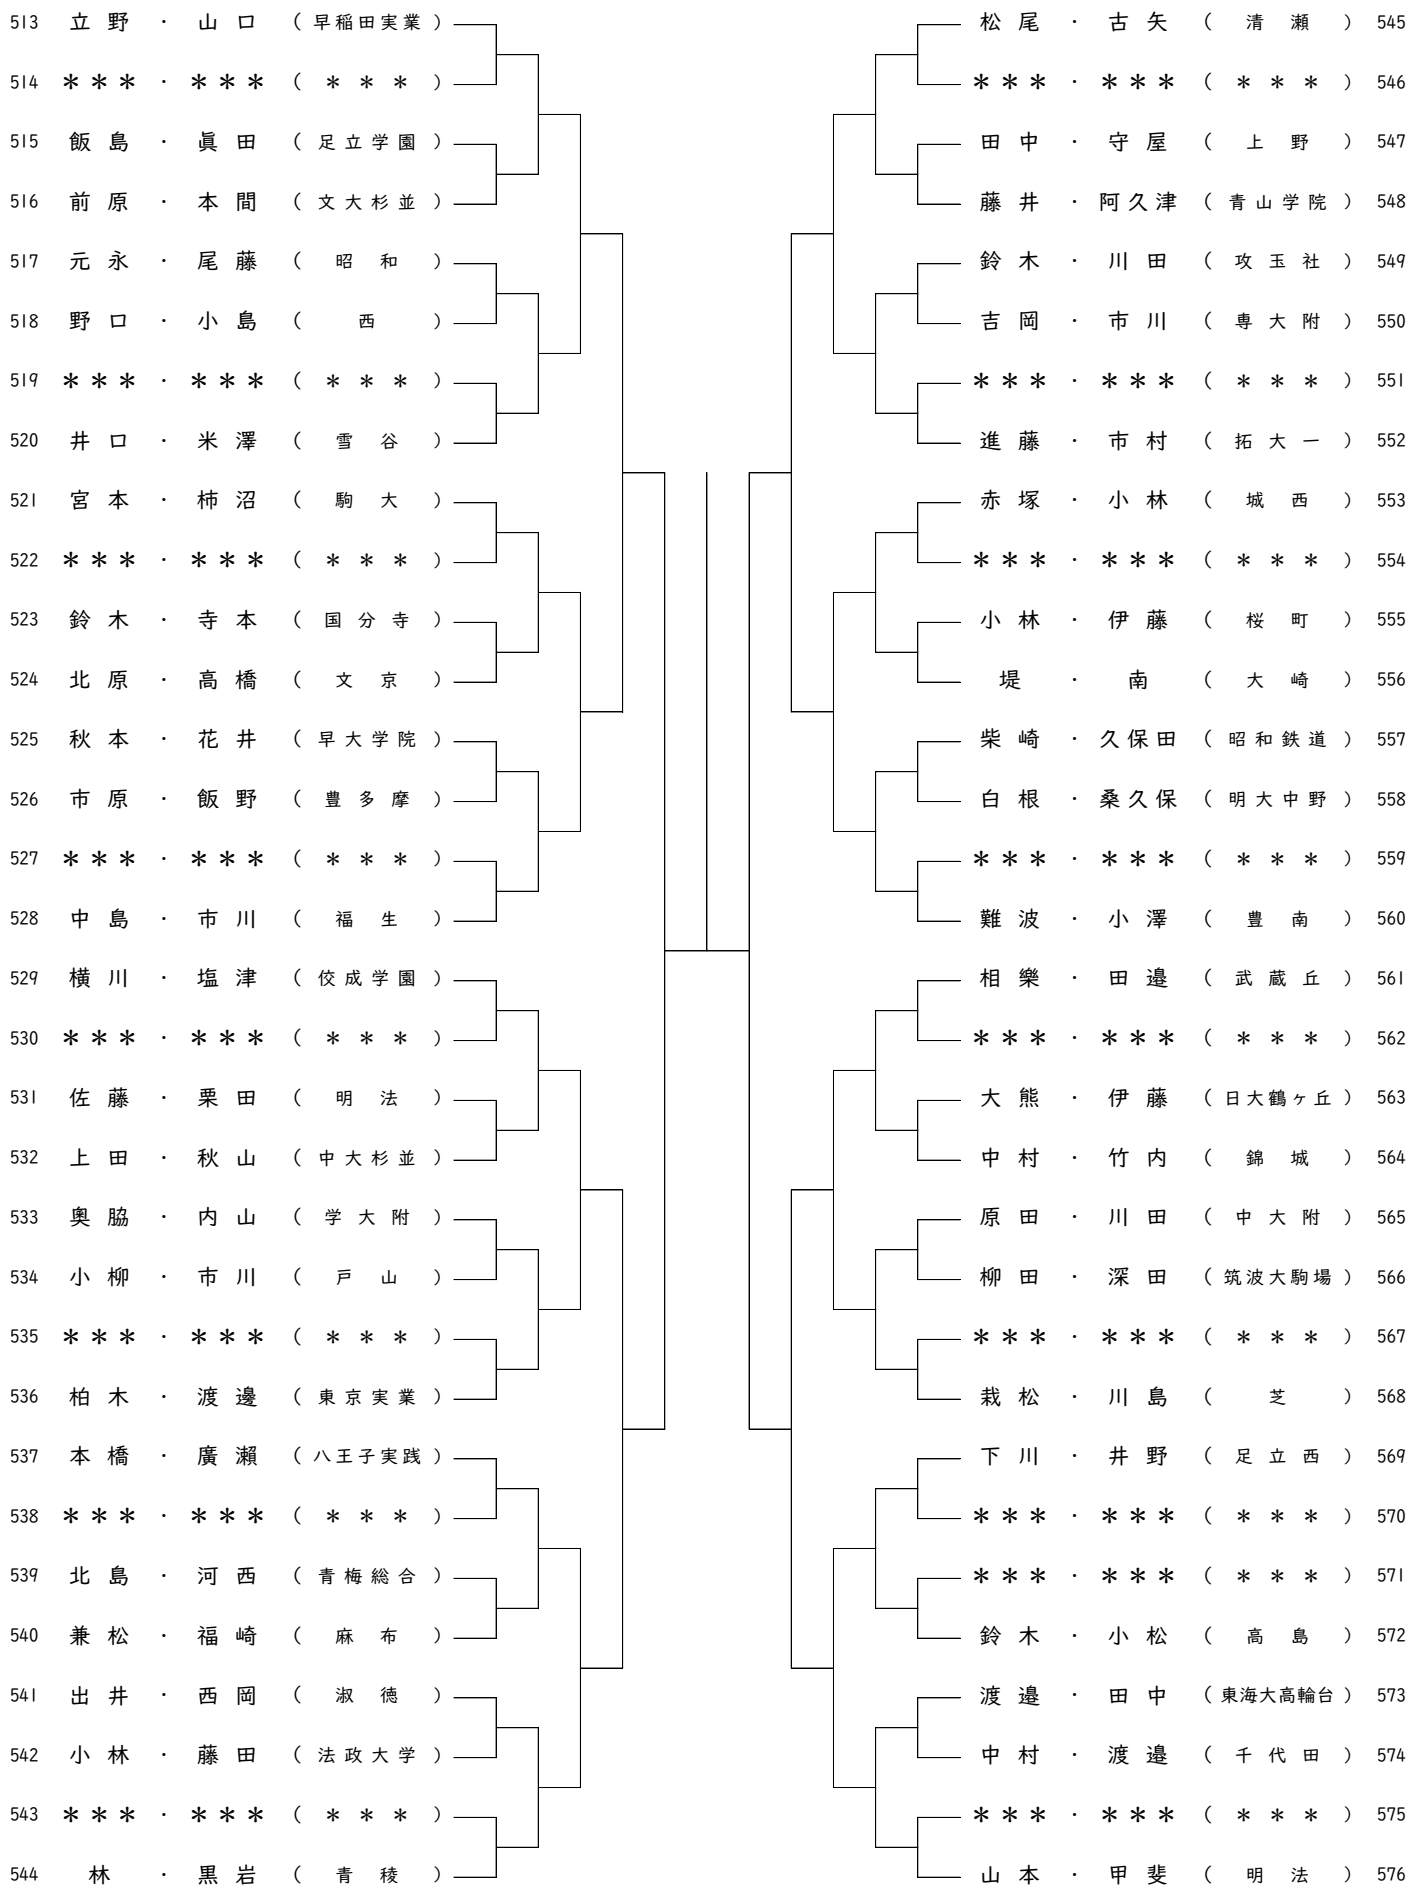 513 立野 ・ 山口 （早稲田実業）
514 ＊＊＊ ・ ＊＊＊ （＊＊＊）
515 飯島 ・ 眞田 （足立学園）
516 前原 ・ 本間 （文大杉並）
517 元永 ・ 尾藤 （昭和）
518 野口 ・ 小島 （西）
519 ＊＊＊ ・ ＊＊＊ （＊＊＊）
520 井口 ・ 米澤 （雪谷）
521 宮本 ・ 柿沼 （駒大）
522 ＊＊＊ ・ ＊＊＊ （＊＊＊）
523 鈴木 ・ 寺本 （国分寺）
524 北原 ・ 高橋 （文京）
525 秋本 ・ 花井 （早大学院）
526 市原 ・ 飯野 （豊多摩）
527 ＊＊＊ ・ ＊＊＊ （＊＊＊）
528 中島 ・ 市川 （福生）
529 横川 ・ 塩津 （佼成学園）
530 ＊＊＊ ・ ＊＊＊ （＊＊＊）
531 佐藤 ・ 栗田 （明法）
532 上田 ・ 秋山 （中大杉並）
533 奥脇 ・ 内山 （学大附）
534 小柳 ・ 市川 （戸山）
535 ＊＊＊ ・ ＊＊＊ （＊＊＊）
536 柏木 ・ 渡邊 （東京実業）
537 本橋 ・ 廣瀬 （八王子実践）
538 ＊＊＊ ・ ＊＊＊ （＊＊＊）
539 北島 ・ 河西 （青梅総合）
540 兼松 ・ 福崎 （麻布）
541 出井 ・ 西岡 （淑徳）
542 小林 ・ 藤田 （法政大学）
543 ＊＊＊ ・ ＊＊＊ （＊＊＊）
544 林 ・ 黒岩 （青稜）
松尾 ・ 古矢 （清瀬） 545
＊＊＊ ・ ＊＊＊ （＊＊＊） 546
田中 ・ 守屋 （上野） 547
藤井 ・ 阿久津 （青山学院） 548
鈴木 ・ 川田 （攻玉社） 549
吉岡 ・ 市川 （専大附） 550
＊＊＊ ・ ＊＊＊ （＊＊＊） 551
進藤 ・ 市村 （拓大一） 552
赤塚 ・ 小林 （城西） 553
＊＊＊ ・ ＊＊＊ （＊＊＊） 554
小林 ・ 伊藤 （桜町） 555
堤 ・ 南 （大崎） 556
柴崎 ・ 久保田 （昭和鉄道） 557
白根 ・ 桑久保 （明大中野） 558
＊＊＊ ・ ＊＊＊ （＊＊＊） 559
難波 ・ 小澤 （豊南） 560
相樂 ・ 田邉 （武蔵丘） 561
＊＊＊ ・ ＊＊＊ （＊＊＊） 562
大熊 ・ 伊藤 （日大鶴ヶ丘） 563
中村 ・ 竹内 （錦城） 564
原田 ・ 川田 （中大附） 565
柳田 ・ 深田 （筑波大駒場） 566
＊＊＊ ・ ＊＊＊ （＊＊＊） 567
栽松 ・ 川島 （芝） 568
下川 ・ 井野 （足立西） 569
＊＊＊ ・ ＊＊＊ （＊＊＊） 570
＊＊＊ ・ ＊＊＊ （＊＊＊） 571
鈴木 ・ 小松 （高島） 572
渡邉 ・ 田中 （東海大高輪台） 573
中村 ・ 渡邉 （千代田） 574
＊＊＊ ・ ＊＊＊ （＊＊＊） 575
山本 ・ 甲斐 （明法） 576